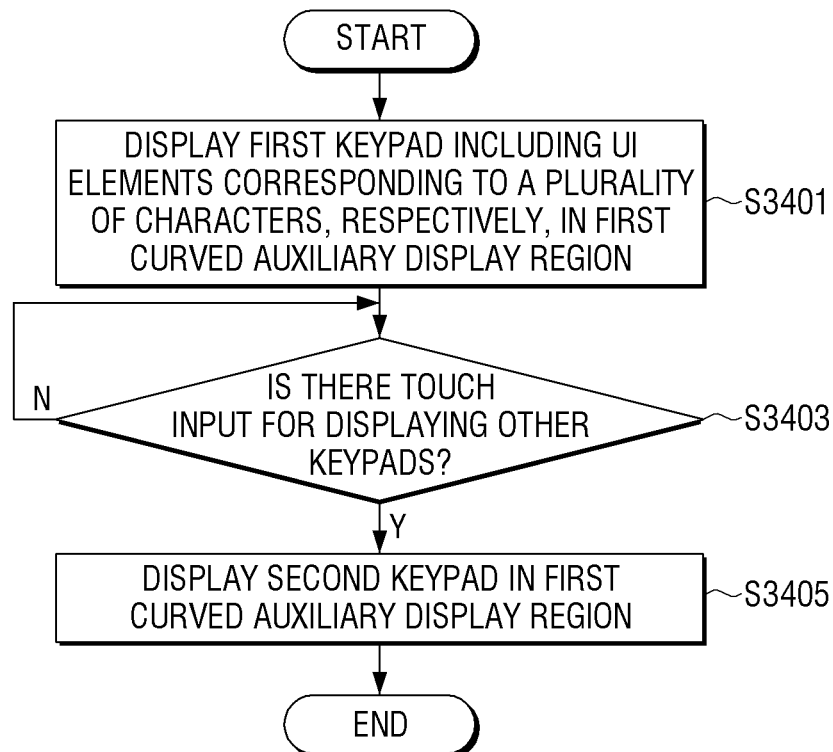 START
DISPLAY FIRST KEYPAD INCLUDING UI
ELEMENTS CORRESPONDING TO A PLURALITY
OF CHARACTERS, RESPECTIVELY, IN FIRST
CURVED AUXILIARY DISPLAY REGION
S3401
IS THERE TOUCH
INPUT FOR DISPLAYING OTHER
KEYPADS?
S3403
N
Y
DISPLAY SECOND KEYPAD IN FIRST
CURVED AUXILIARY DISPLAY REGION
S3405
END